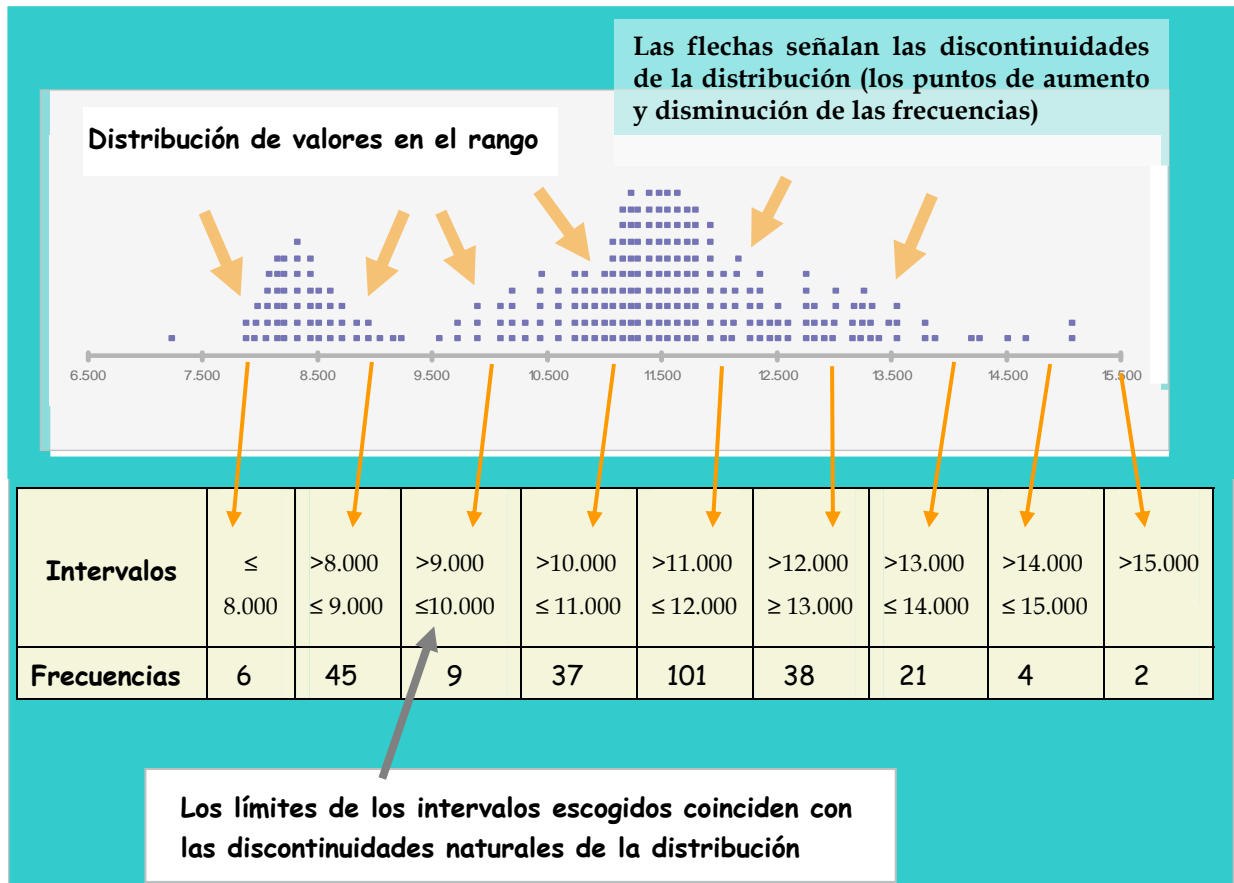 Las flechas señalan las discontinuidades
de la distribución (los puntos de aumento
y disminución de las frecuencias)
Distribución de valores en el rango
6.500 7.500 8.500 9.500 10.500 11.500 12.500 13.500 14.500 15.500
Intervalos ≤ >8.000 >9.000 >10.000 >11.000 >12.000 >13.000 >14.000 >15.000
8.000 ≤ 9.000 ≤10.000 ≤ 11.000 ≤ 12.000 ≥ 13.000 ≤ 14.000 ≤ 15.000
Frecuencias 6 45 9 37 101 38 21 4 2
Los límites de los intervalos escogidos coinciden con
las discontinuidades naturales de la distribución